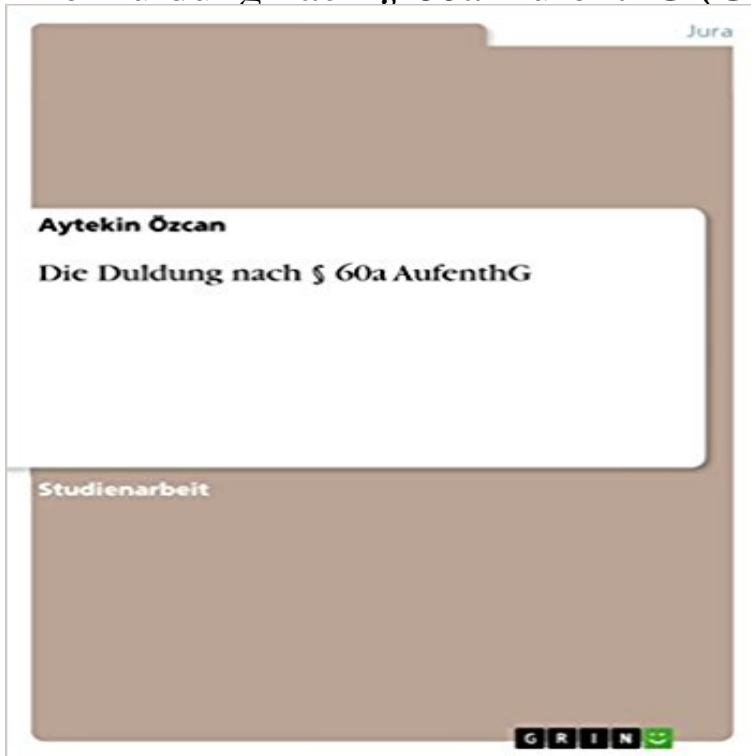 Jura
Aytekin Özcan
Die Duldung nach § 60a AufenthG
Studienarbeit
GRIN